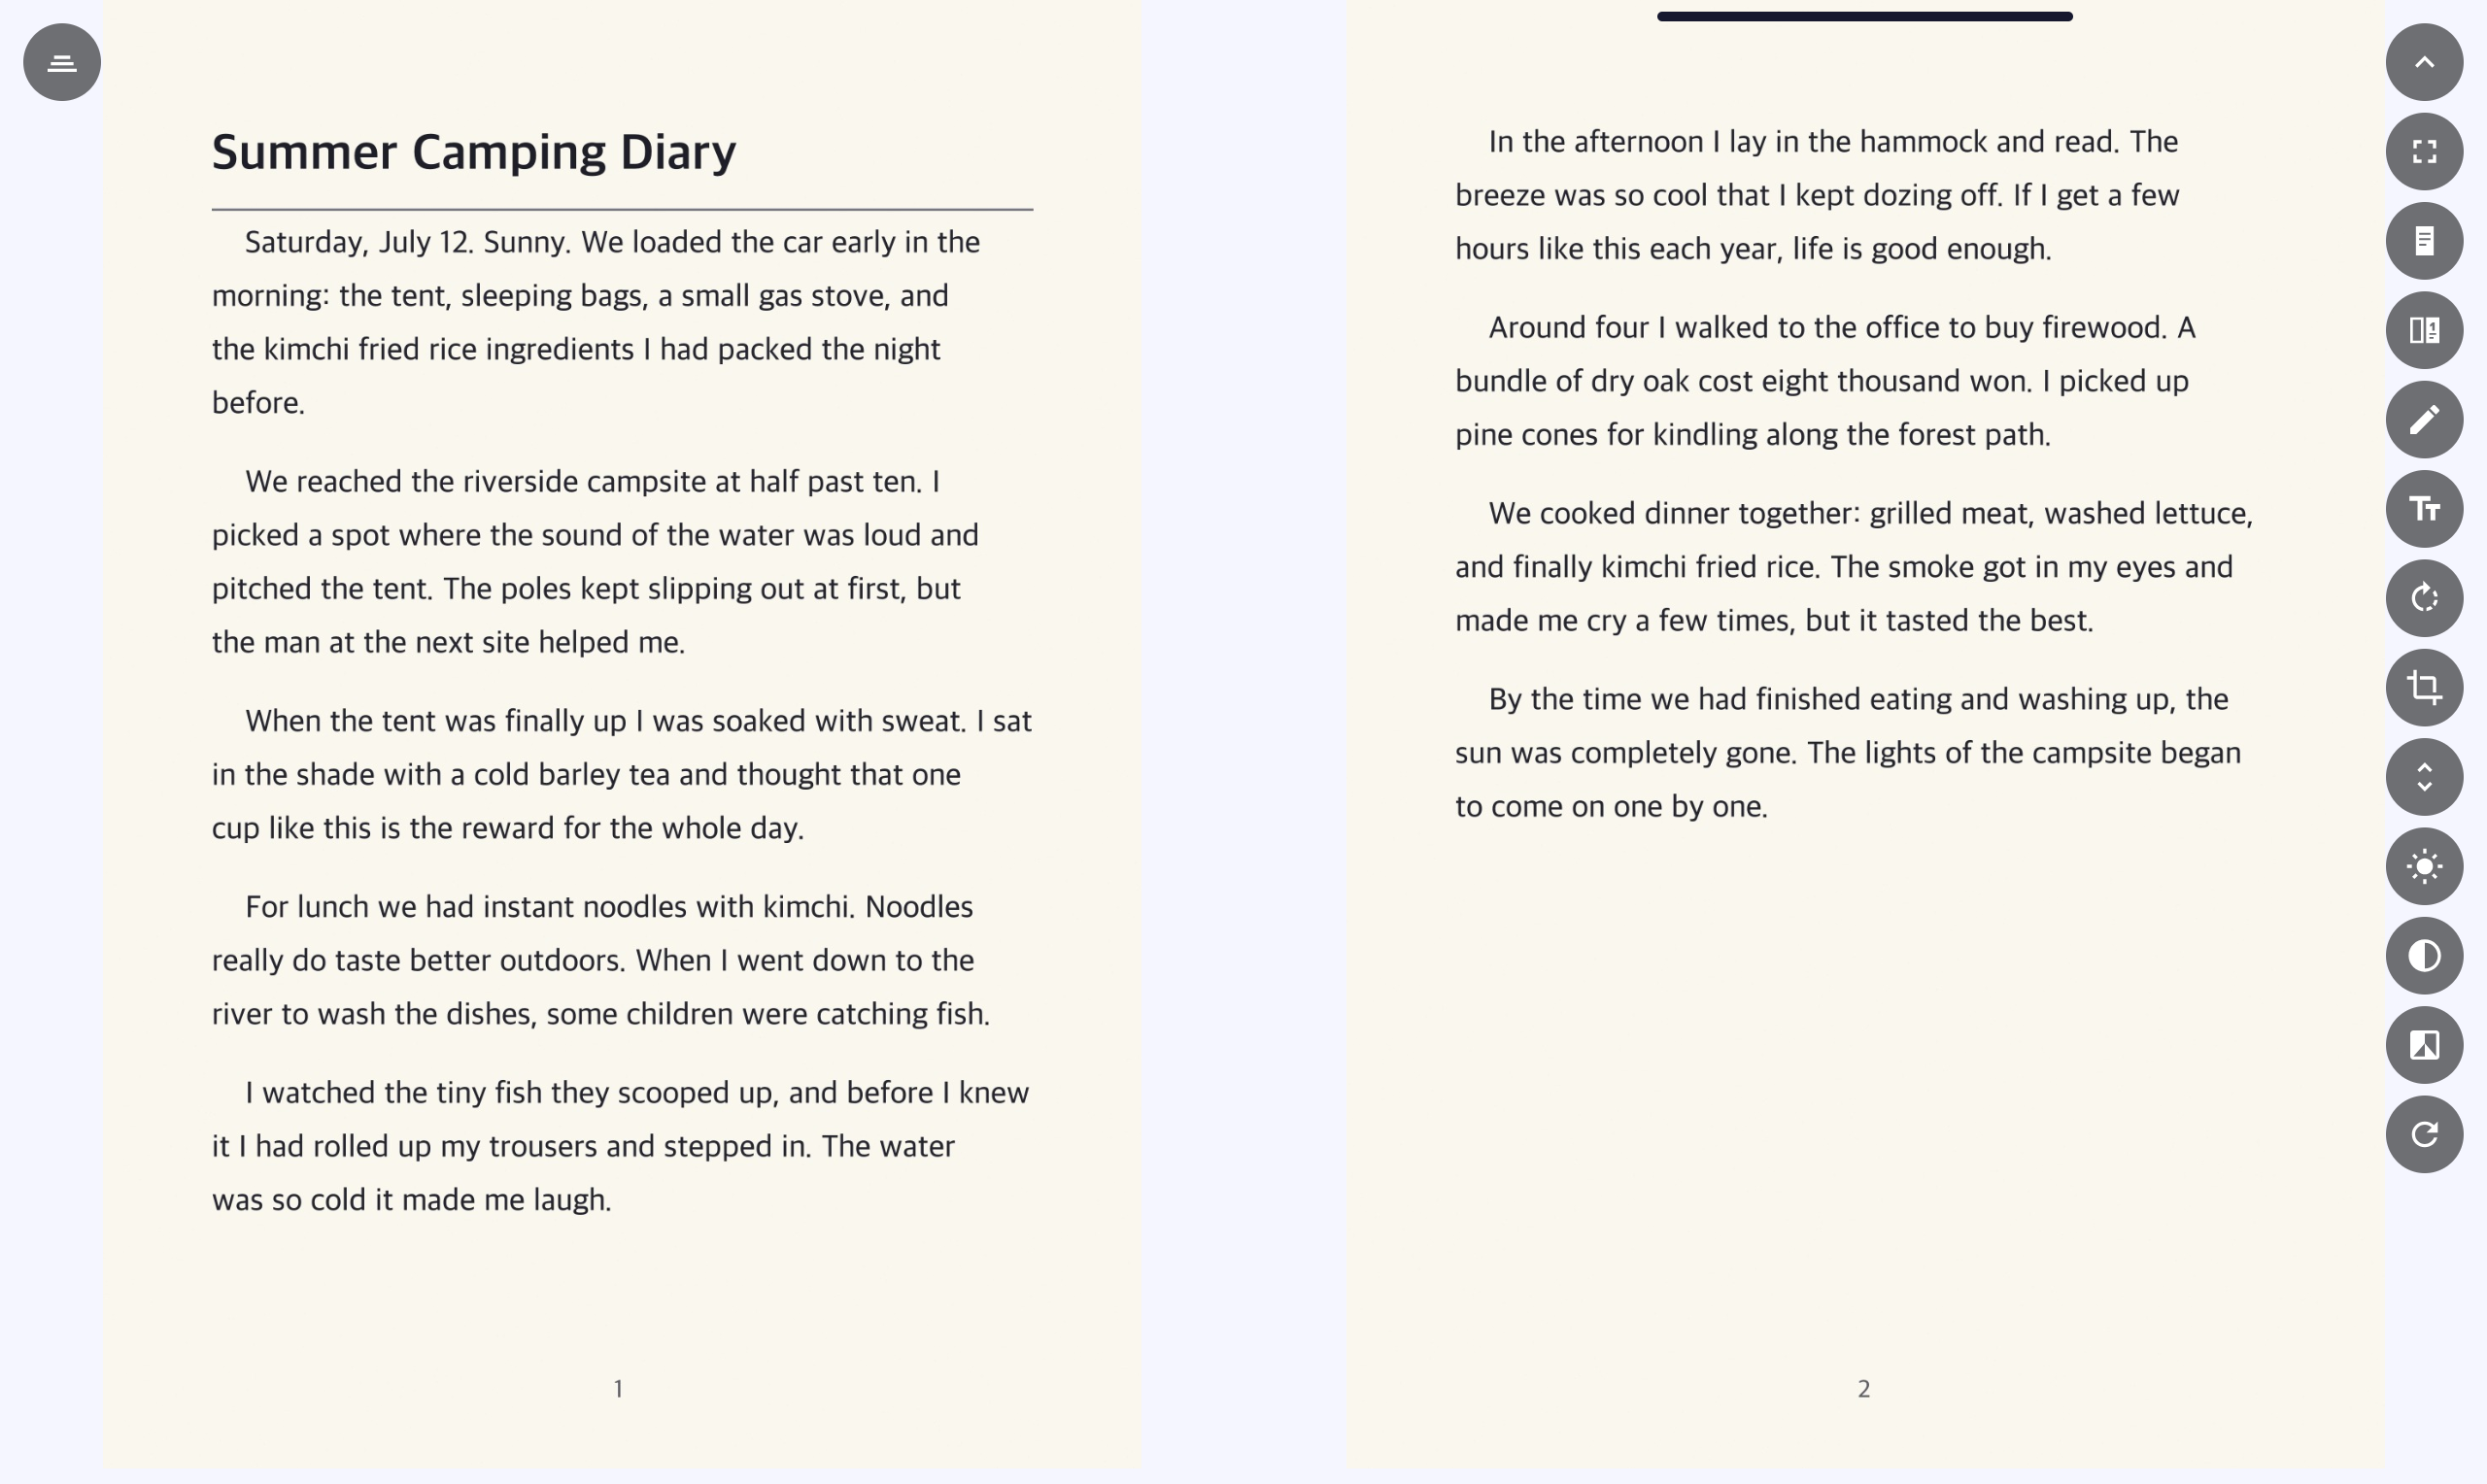 Summer Camping Diary
Saturday, July 12. Sunny. We loaded the car early in the
morning: the tent, sleeping bags, a small gas stove, and
the kimchi fried rice ingredients I had packed the night
before.
We reached the riverside campsite at half past ten. I
picked a spot where the sound of the water was loud and
pitched the tent. The poles kept slipping out at first, but
the man at the next site helped me.
When the tent was finally up I was soaked with sweat. I sat
in the shade with a cold barley tea and thought that one
cup like this is the reward for the whole day.
For lunch we had instant noodles with kimchi. Noodles
really do taste better outdoors. When I went down to the
river to wash the dishes, some children were catching fish.
I watched the tiny fish they scooped up, and before I knew
it I had rolled up my trousers and stepped in. The water
was so cold it made me laugh.
1
In the afternoon I lay in the hammock and read. The
breeze was so cool that I kept dozing off. If I get a few
hours like this each year, life is good enough.
Around four I walked to the office to buy firewood. A
bundle of dry oak cost eight thousand won. I picked up
pine cones for kindling along the forest path.
We cooked dinner together: grilled meat, washed lettuce,
and finally kimchi fried rice. The smoke got in my eyes and
made me cry a few times, but it tasted the best.
By the time we had finished eating and washing up, the
sun was completely gone. The lights of the campsite began
to come on one by one.
2